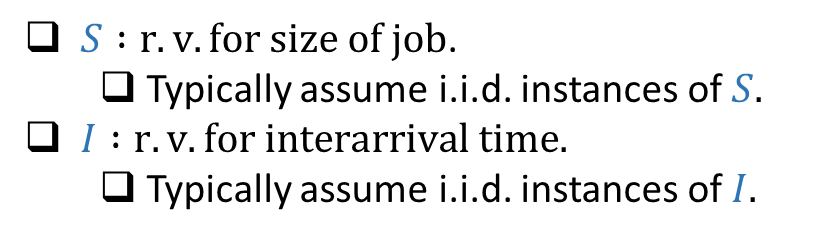 ❑ S : r. v. for size of job.
❑ Typically assume i.i.d. instances of S.
❑ I : r. v. for interarrival time.
❑ Typically assume i.i.d. instances of I.